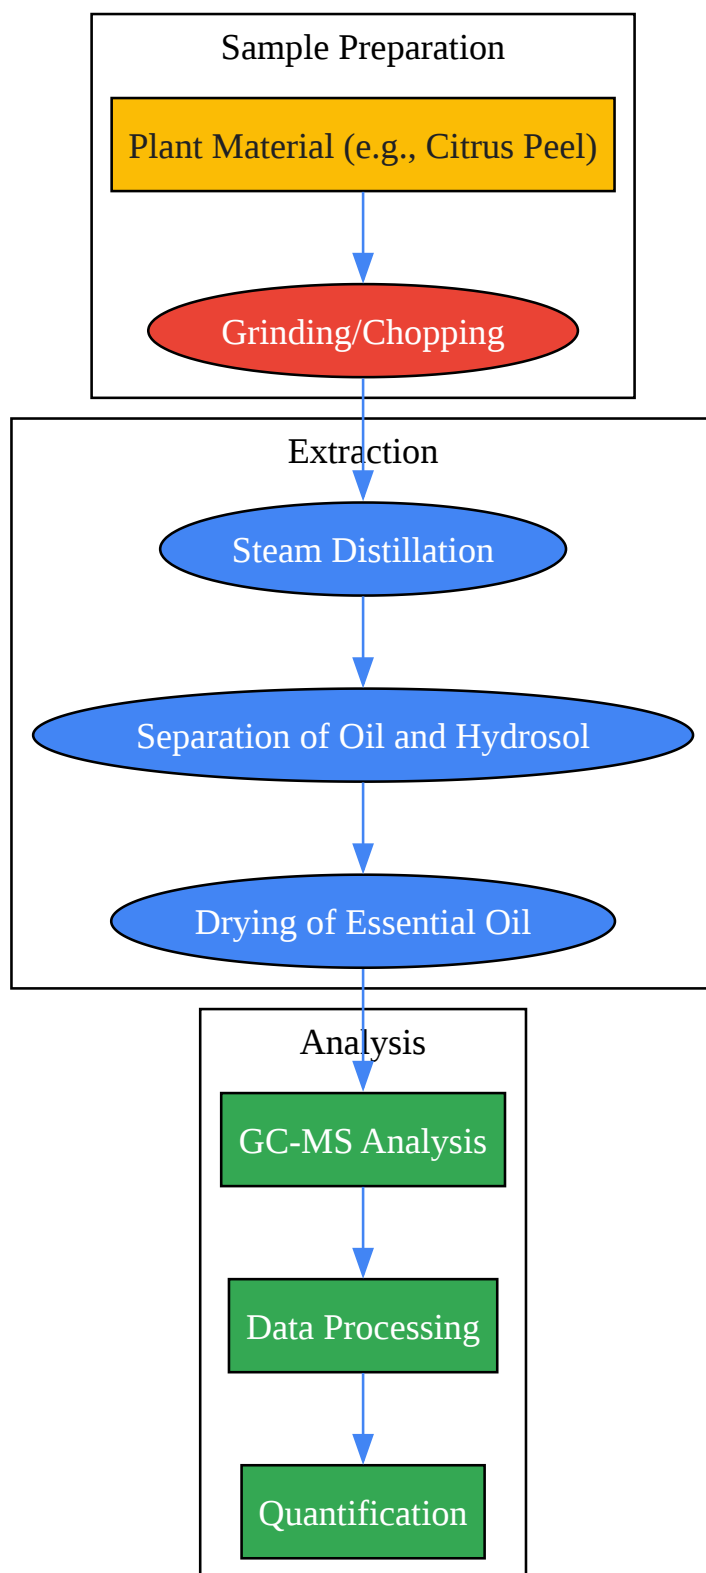 Sample Preparation
Plant Material (e.g., Citrus Peel)
Grinding/Chopping
Extraction
Steam Distillation
Separation of Oil and Hydrosol
Drying of Essential Oil
Analysis
GC-MS Analysis
Data Processing
Quantification